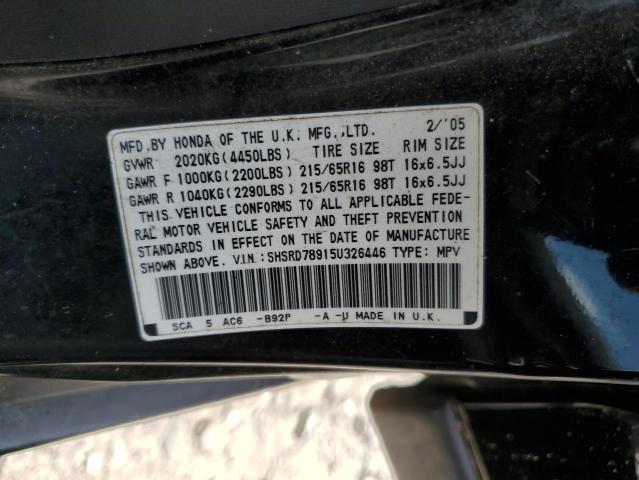 MFD.BY HONDA OF THE U.K. MFG.,LTD. 2/'05
GVWR 2020KG(4450LBS) TIRE SIZE RIM SIZE
GAWR F 1000KG(2200LBS) 215/65R16 98T 16x6.5JJ
GAWR R 1040KG(2290LBS) 215/65R16 98T 16x6.5JJ
THIS VEHICLE CONFORMS TO ALL APPLICABLE FEDE-
RAL MOTOR VEHICLE SAFETY AND THEFT PREVENTION
STANDARDS IN EFFECT ON THE DATE OF MANUFACTURE
SHOWN ABOVE. V.IN.:SHSRD78915U326446 TYPE: MPV
SCA 5 AC6 -B92P -A -U MADE IN U.K.